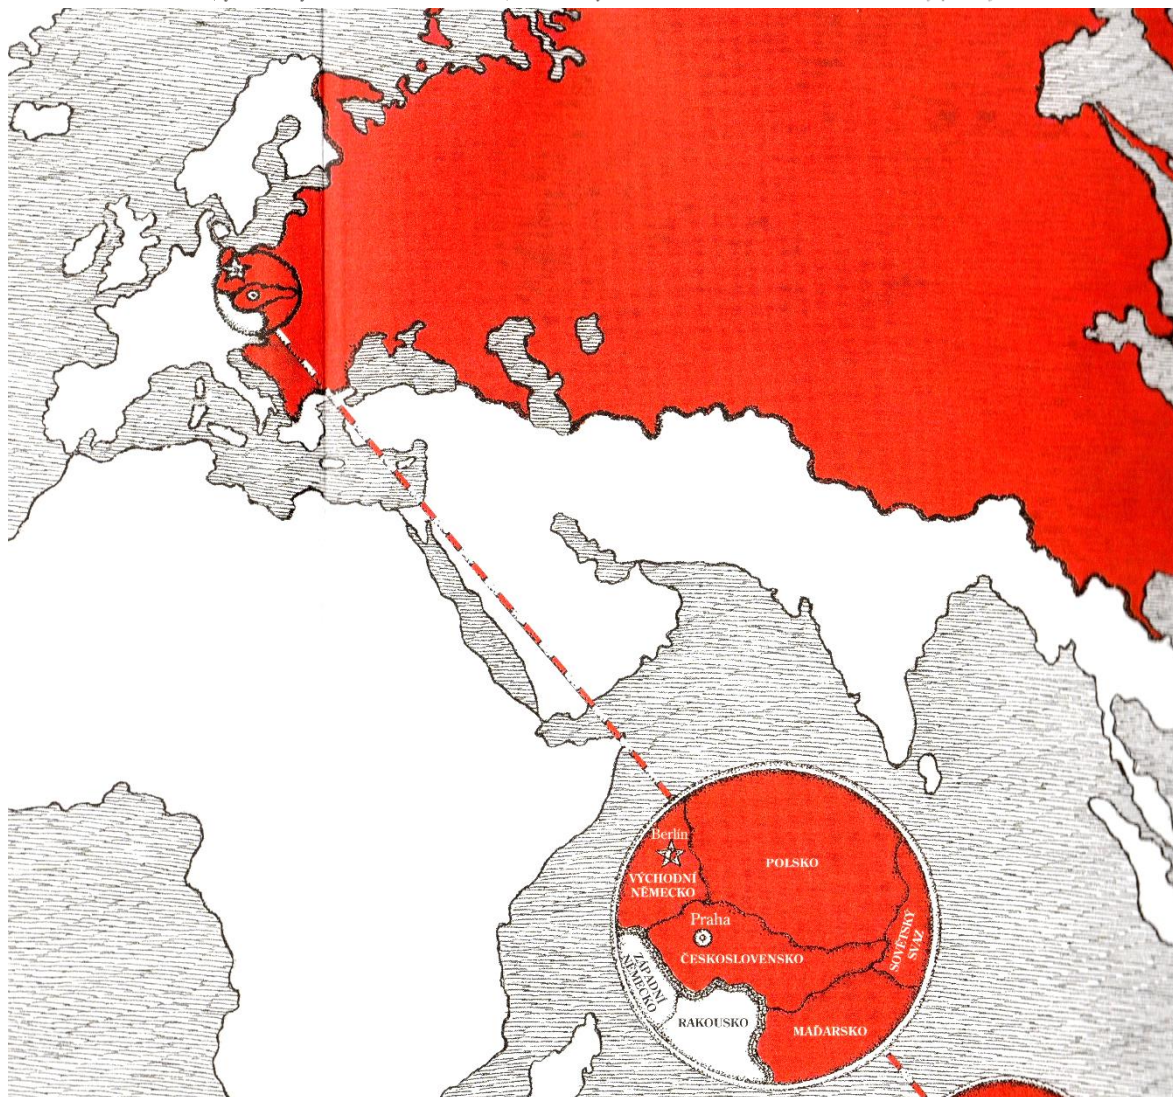 Berlín
VÝCHODNÍ
NĚMECKO
POLSKO
SOVĚTSKÝ
SVAZ
Praha
ČESKOSLOVENSKO
ZÁPADNÍ
NĚMECKO
RAKOUSKO
MAĎARSKO